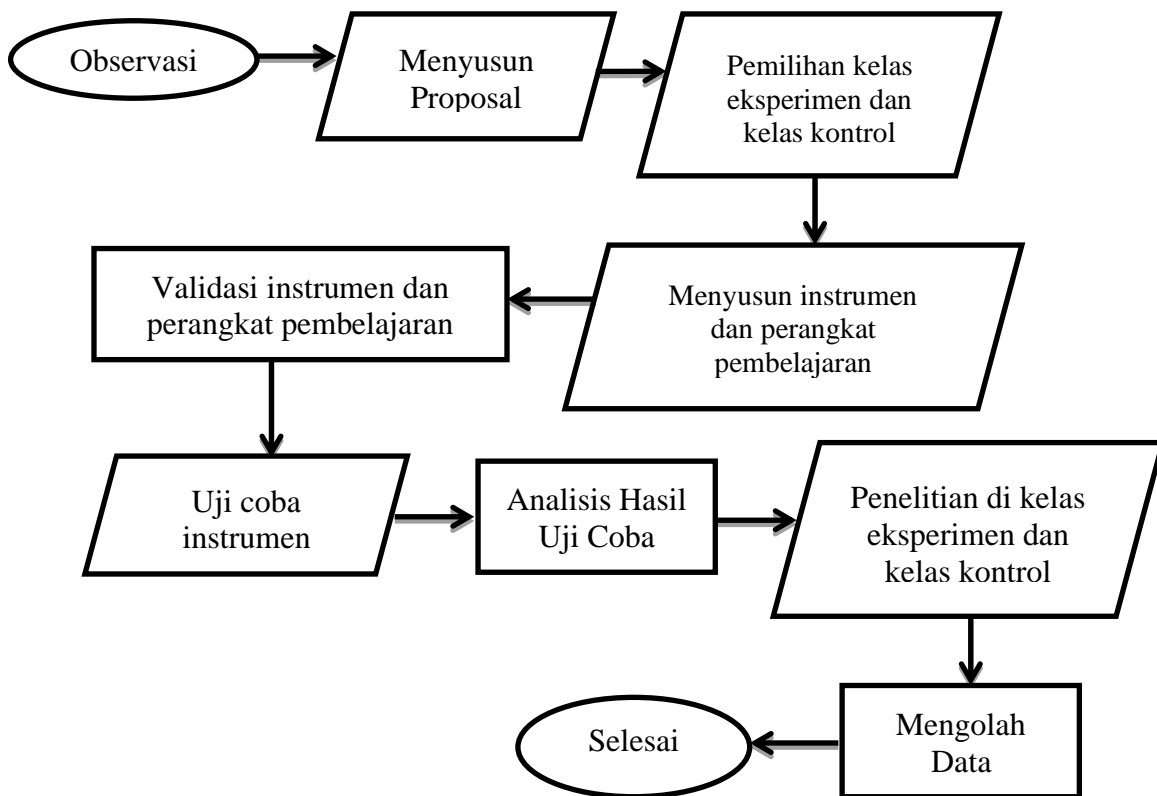 Observasi
Menyusun
Proposal
Pemilihan kelas
eksperimen dan
kelas kontrol
Menyusun instrumen
dan perangkat
pembelajaran
Validasi instrumen dan
perangkat pembelajaran
Uji coba
instrumen
Analisis Hasil
Uji Coba
Penelitian di kelas
eksperimen dan
kelas kontrol
Mengolah
Data
Selesai